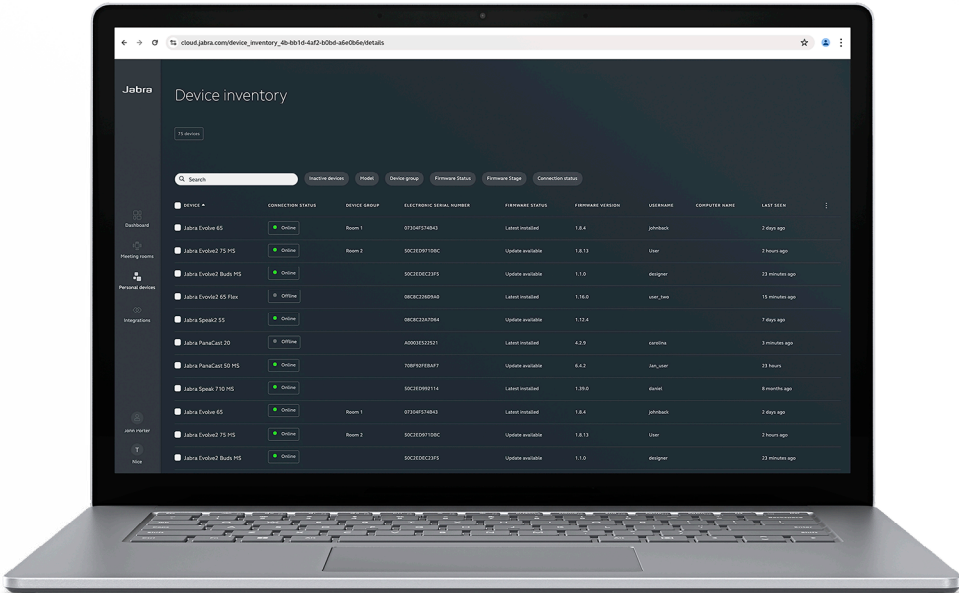 cloud.jabra.com/device_inventory_4b-bb1d-4af2-b0bd-a6e0b6e/details
Jabra
Device inventory
75 devices
Search Inactive devices Model Device group Firmware Status Firmware Stage Connection status
DEVICE CONNECTION STATUS DEVICE GROUP ELECTRONIC SERIAL NUMBER FIRMWARE STATUS FIRMWARE VERSION USERNAME COMPUTER NAME LAST SEEN
Jabra Evolve 65 Online Room 1 07304F574B43 Latest installed 1.8.4 johnback 2 days ago
Jabra Evolve2 75 MS Online Room 2 50C2ED971DBC Update available 1.8.13 User 2 hours ago
Jabra Evolve2 Buds MS Online 50C2EDEC23F5 Update available 1.1.0 designer 23 minutes ago
Jabra Evovle2 65 Flex Offline 08C8C226D9A0 Latest installed 1.16.0 user_two 15 minutes ago
Jabra Speak2 55 Online 08C8C22A7D64 Update available 1.12.4 7 days ago
Jabra PanaCast 20 Offline A0003E522521 Latest installed 4.2.9 carolina 3 minutes ago
Jabra PanaCast 50 MS Online 70BF92FEBAF7 Update available 6.4.2 Jan_user 23 hours
Jabra Speak 710 MS Online 50C2ED992114 Latest installed 1.39.0 daniel 8 months ago
Jabra Evolve 65 Online Room 1 07304F574B43 Latest installed 1.8.4 johnback 2 days ago
Jabra Evolve2 75 MS Online Room 2 50C2ED971DBC Update available 1.8.13 User 2 hours ago
Jabra Evolve2 Buds MS Online 50C2EDEC23F5 Update available 1.1.0 designer 23 minutes ago
Dashboard
Meeting rooms
Personal devices
Integrations
John Porter
T
Nice